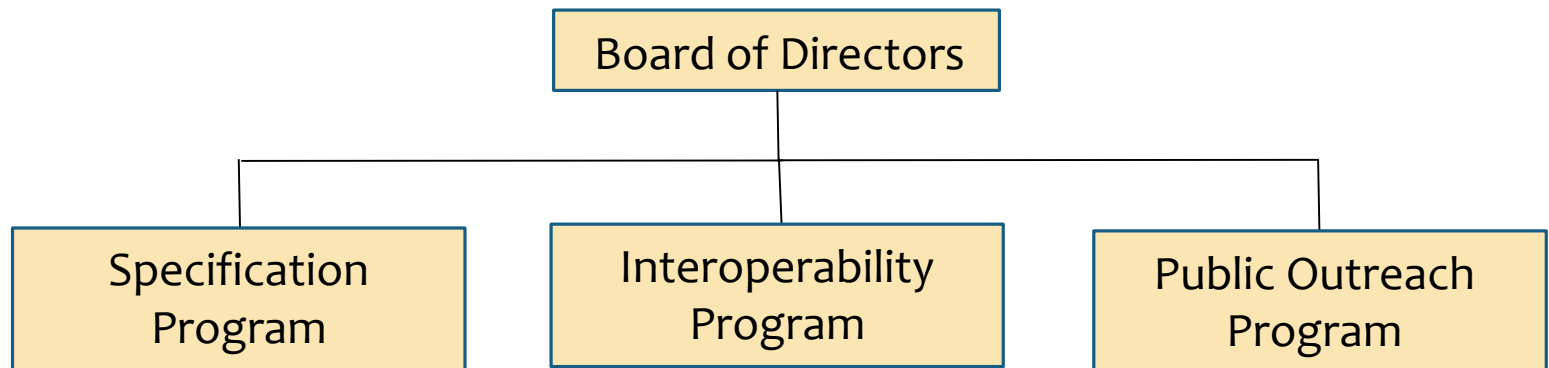 Board of Directors
Specification
Program
Interoperability
Program
Public Outreach
Program